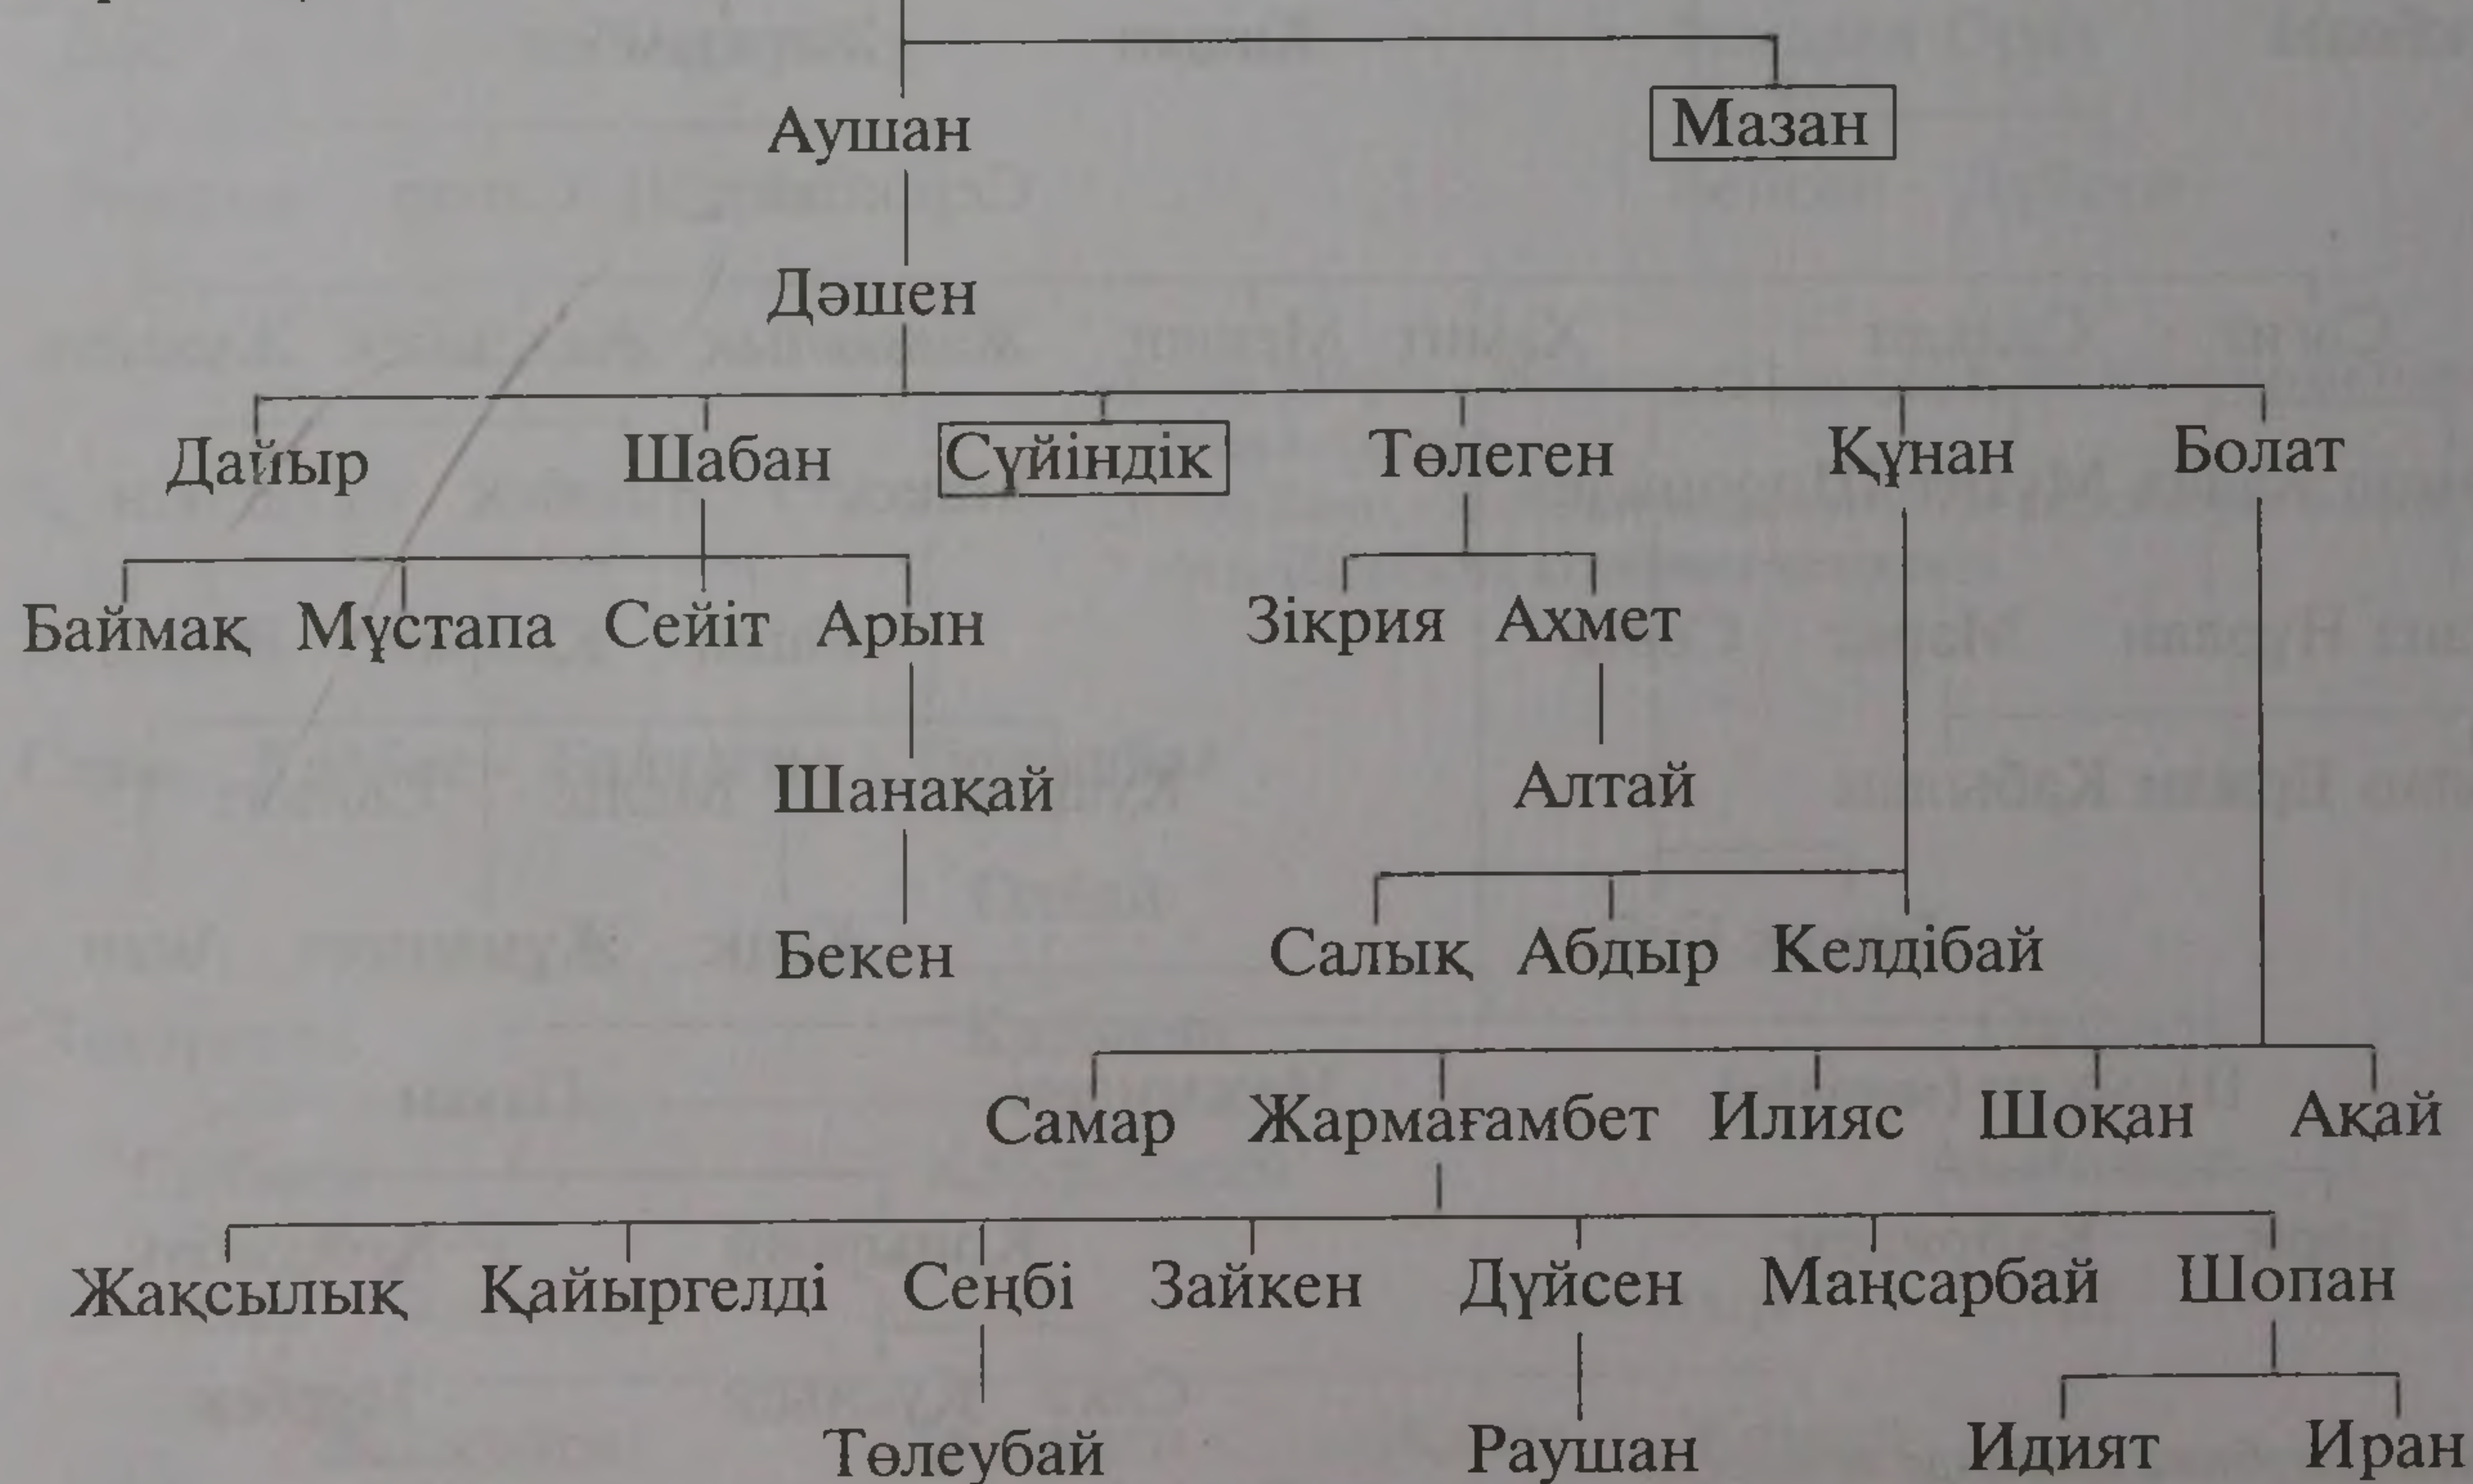 Аушан Мазан
Дәшен
Дайыр Шабан Сүйіндік Төлеген Құнан Болат
Баймақ Мұстапа Сейіт Арын Зікрия Ахмет
Шанақай Алтай
Бекен Салық Абдыр Келдібай
Самар Жармағамбет Илияс Шоқан Ақай
Жақсылық Қайыргелді Сеңбі Зайкен Дүйсен Маңсарбай Шопан
Төлеубай Раушан Идият Иран